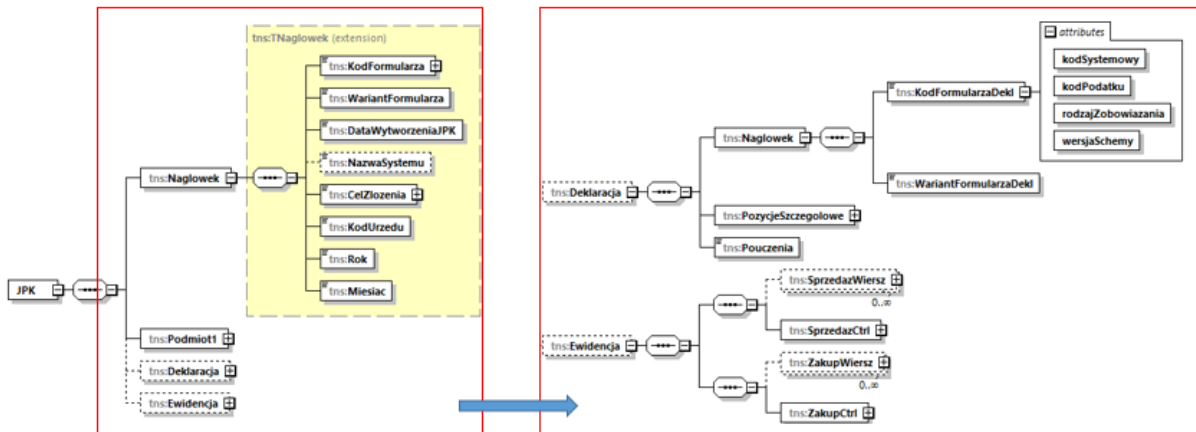 tns:TNaglowek (extension)
tns:KodFormularza
tns:WariantFormularza
tns:DataWytworzeniaJPK
tns:NazwaSystemu
tns:CelZlozenia
tns:KodUrzedu
tns:Rok
tns:Miesiac
tns:Naglowek
JPK
tns:Podmiot1
tns:Deklaracja
tns:Ewidencja
attributes
kodSystemowy
kodPodatku
rodzajZobowiazania
wersjaSchemy
tns:KodFormularzaDekl
tns:Naglowek
tns:WariantFormularzaDekl
tns:Deklaracja
tns:PozycjeSzczegolowe
tns:Pouczenia
tns:SprzedazWiersz
0..∞
tns:SprzedazCtrl
tns:Ewidencja
tns:ZakupWiersz
0..∞
tns:ZakupCtrl